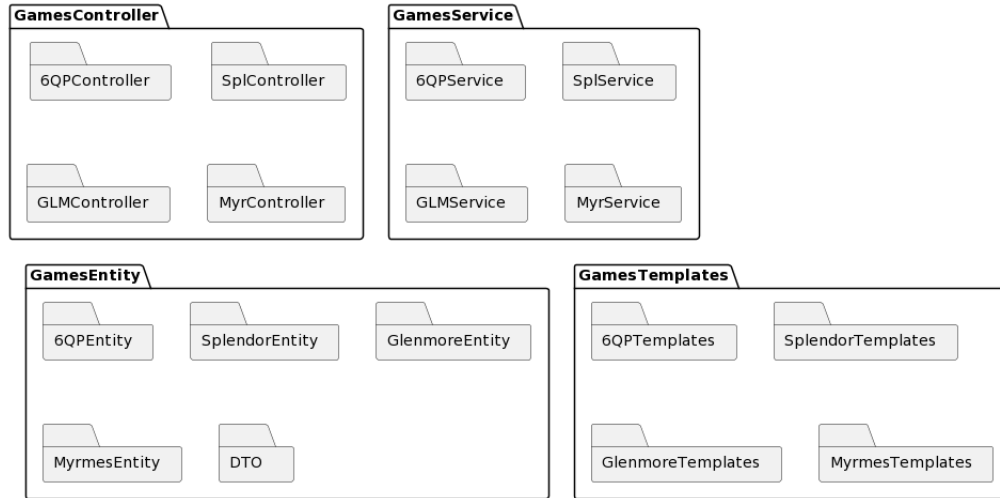 GamesController
GamesService
6QPController
SplController
6QPService
SplService
GLMController
MyrController
GLMService
MyrService
GamesEntity
GamesTemplates
6QPEntity
SplendorEntity
GlenmoreEntity
6QPTemplates
SplendorTemplates
MyrmesEntity
DTO
GlenmoreTemplates
MyrmesTemplates